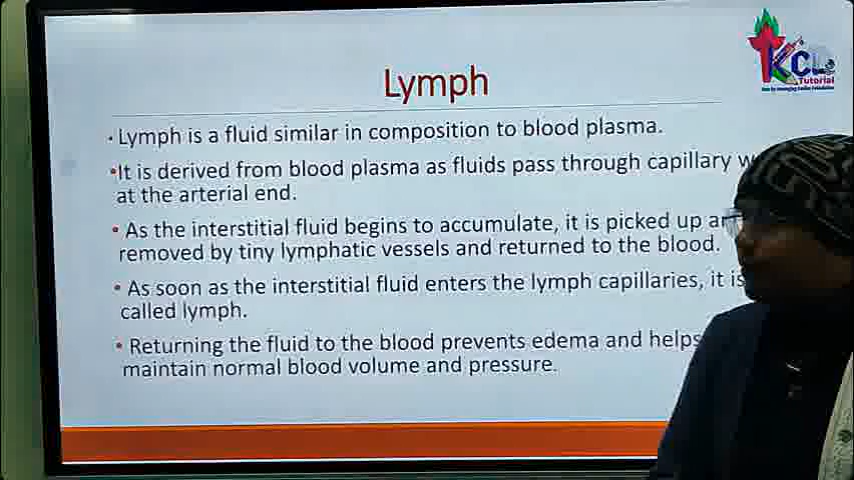 Lymph
KCL
Tutorial
• Lymph is a fluid similar in composition to blood plasma.
•It is derived from blood plasma as fluids pass through capillary
at the arterial end.
• As the interstitial fluid begins to accumulate, it is picked up
removed by tiny lymphatic vessels and returned to the blood.
• As soon as the interstitial fluid enters the lymph capillaries, it is
called lymph.
• Returning the fluid to the blood prevents edema and helps
maintain normal blood volume and pressure.